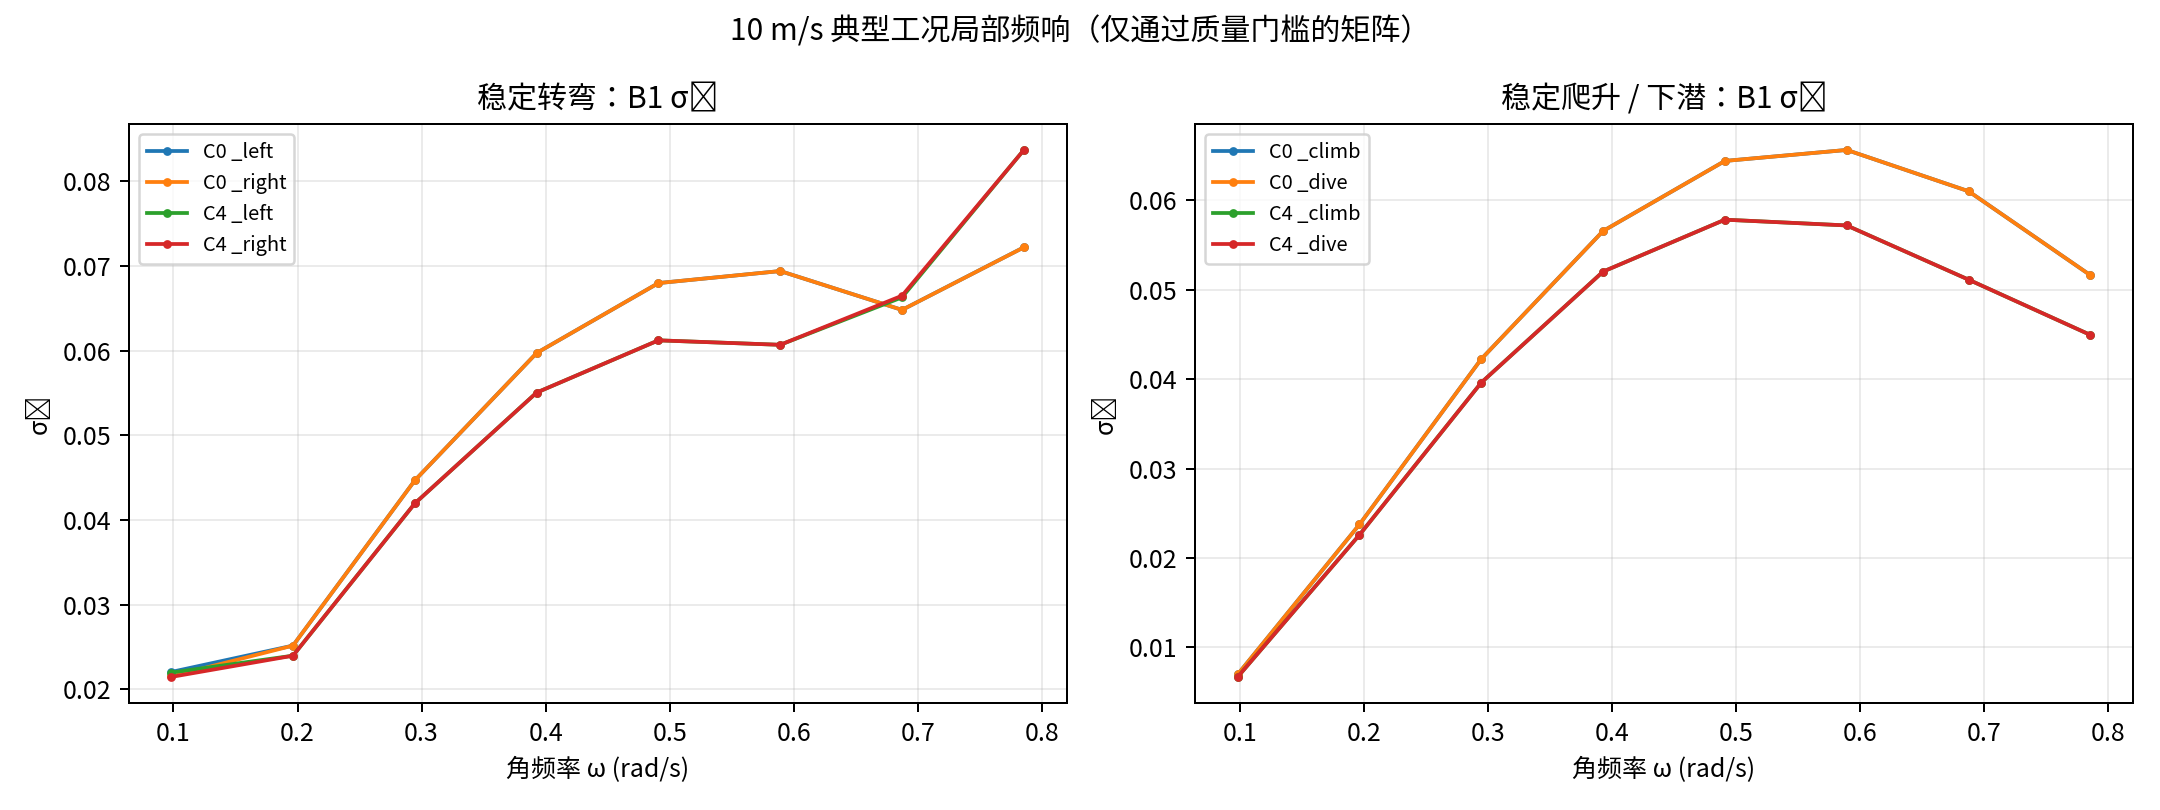 10 m/s 典型工况局部频响（仅通过质量门槛的矩阵）
稳定转弯：B1 σ
C0 _left
C0 _right
C4 _left
C4 _right
σ
0.08
0.07
0.06
0.05
0.04
0.03
0.02
0.1 0.2 0.3 0.4 0.5 0.6 0.7 0.8
角频率 ω (rad/s)
稳定爬升 / 下潜：B1 σ
C0 _climb
C0 _dive
C4 _climb
C4 _dive
σ
0.06
0.05
0.04
0.03
0.02
0.01
0.1 0.2 0.3 0.4 0.5 0.6 0.7 0.8
角频率 ω (rad/s)